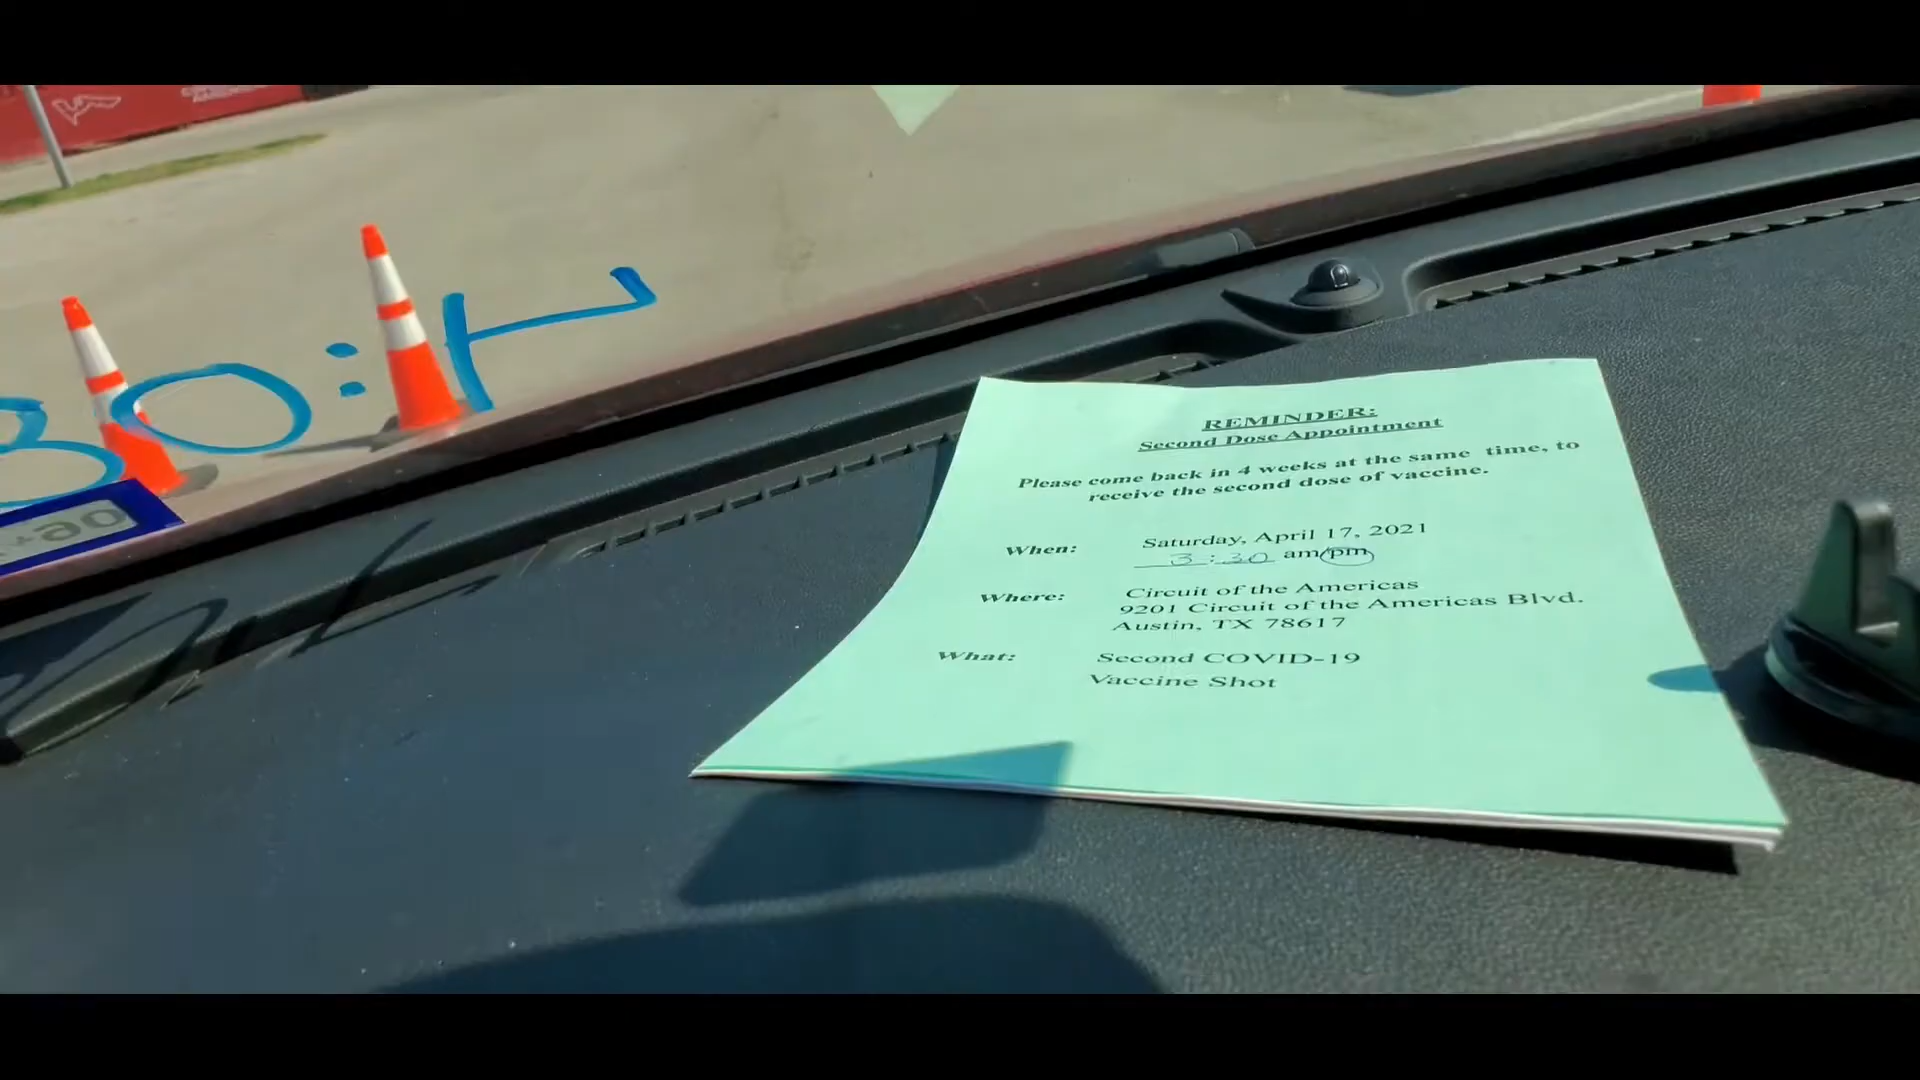 REMINDER:
Second Dose Appointment
Please come back in 4 weeks at the same time, to
receive the second dose of vaccine.
When: Saturday, April 17, 2021
3:30 am/pm
Where: Circuit of the Americas
9201 Circuit of the Americas Blvd.
Austin, TX 78617
What: Second COVID-19
Vaccine Shot